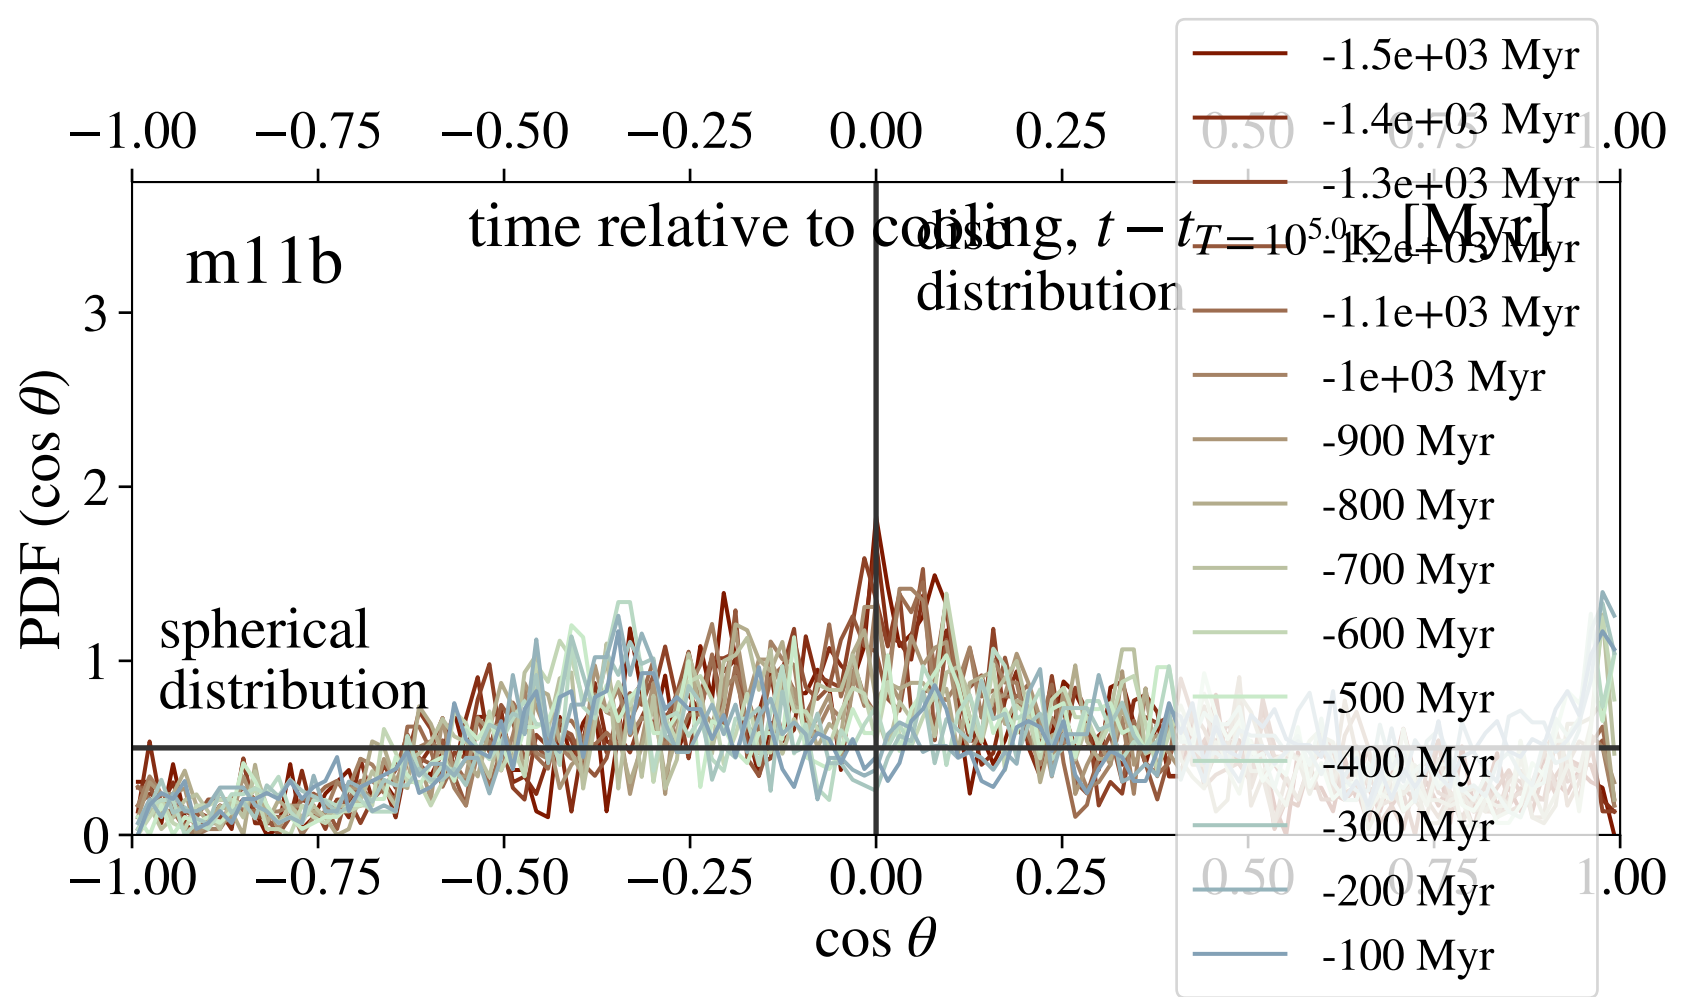 -1.5e+03 Myr
-1.4e+03 Myr
-1.3e+03 Myr
-1.2e+03 Myr
-1.1e+03 Myr
-1e+03 Myr
-900 Myr
-800 Myr
-700 Myr
-600 Myr
-500 Myr
-400 Myr
-300 Myr
-200 Myr
-100 Myr
−1.00 −0.75 −0.50 −0.25 0.00 0.25 0.50 0.75 1.00
time relative to cooling, t − t_{T = 10^{5.0} K} [Myr]
m11b
disc
distribution
3
2
1
0
PDF (cos θ)
spherical
distribution
−1.00 −0.75 −0.50 −0.25 0.00 0.25 0.50 0.75 1.00
cos θ